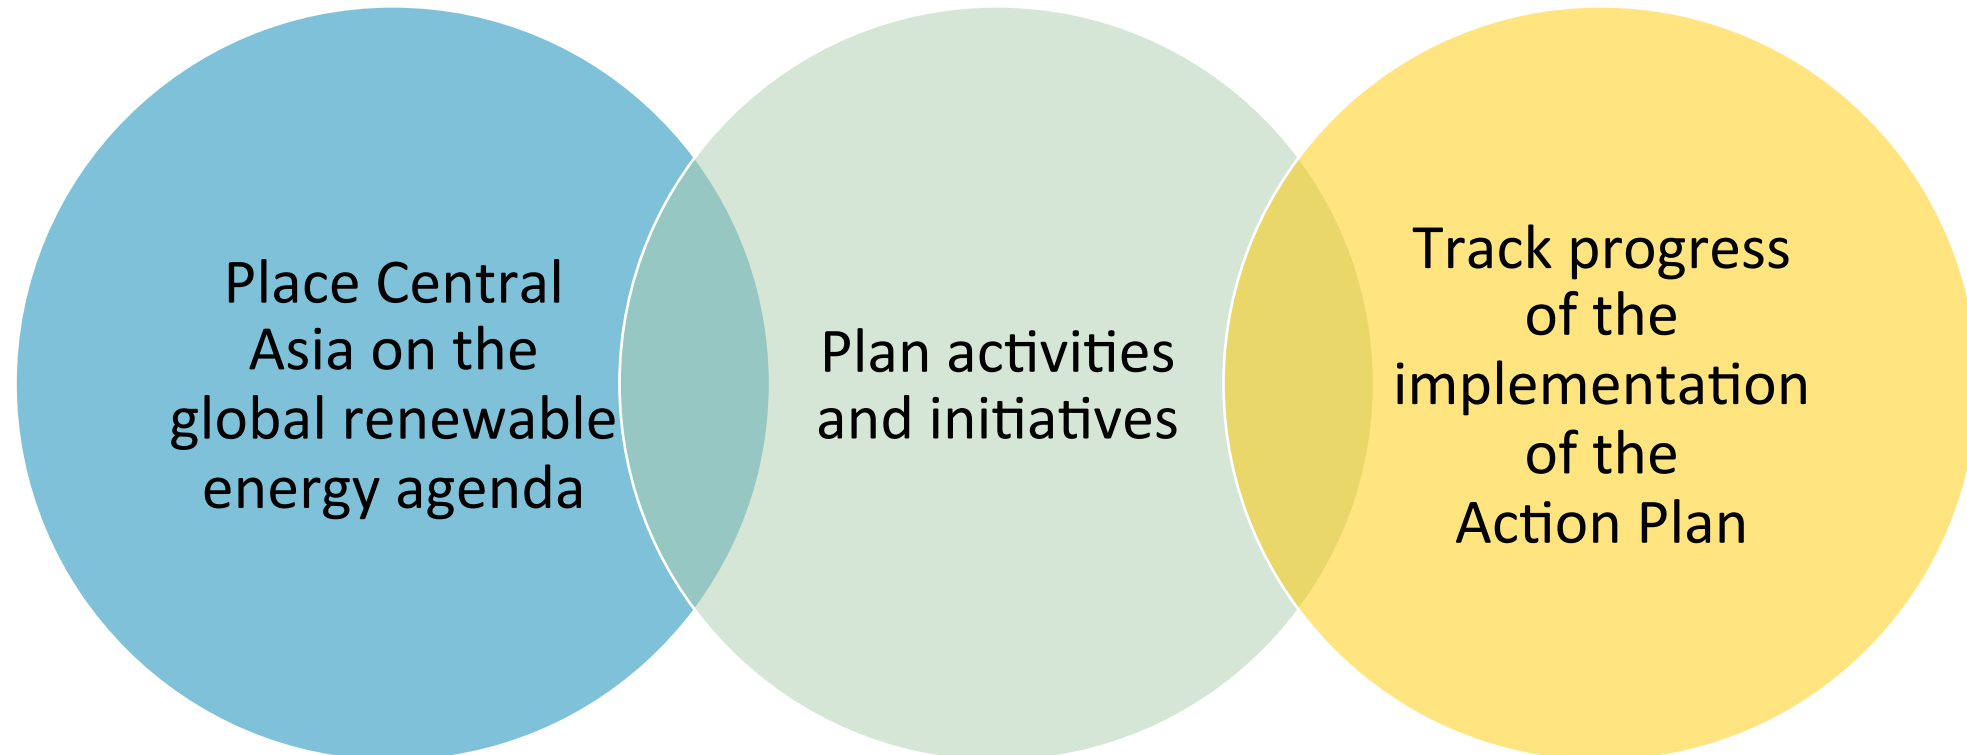 Place Central
Asia on the
global renewable
energy agenda
Plan activities
and initiatives
Track progress
of the
implementation
of the
Action Plan